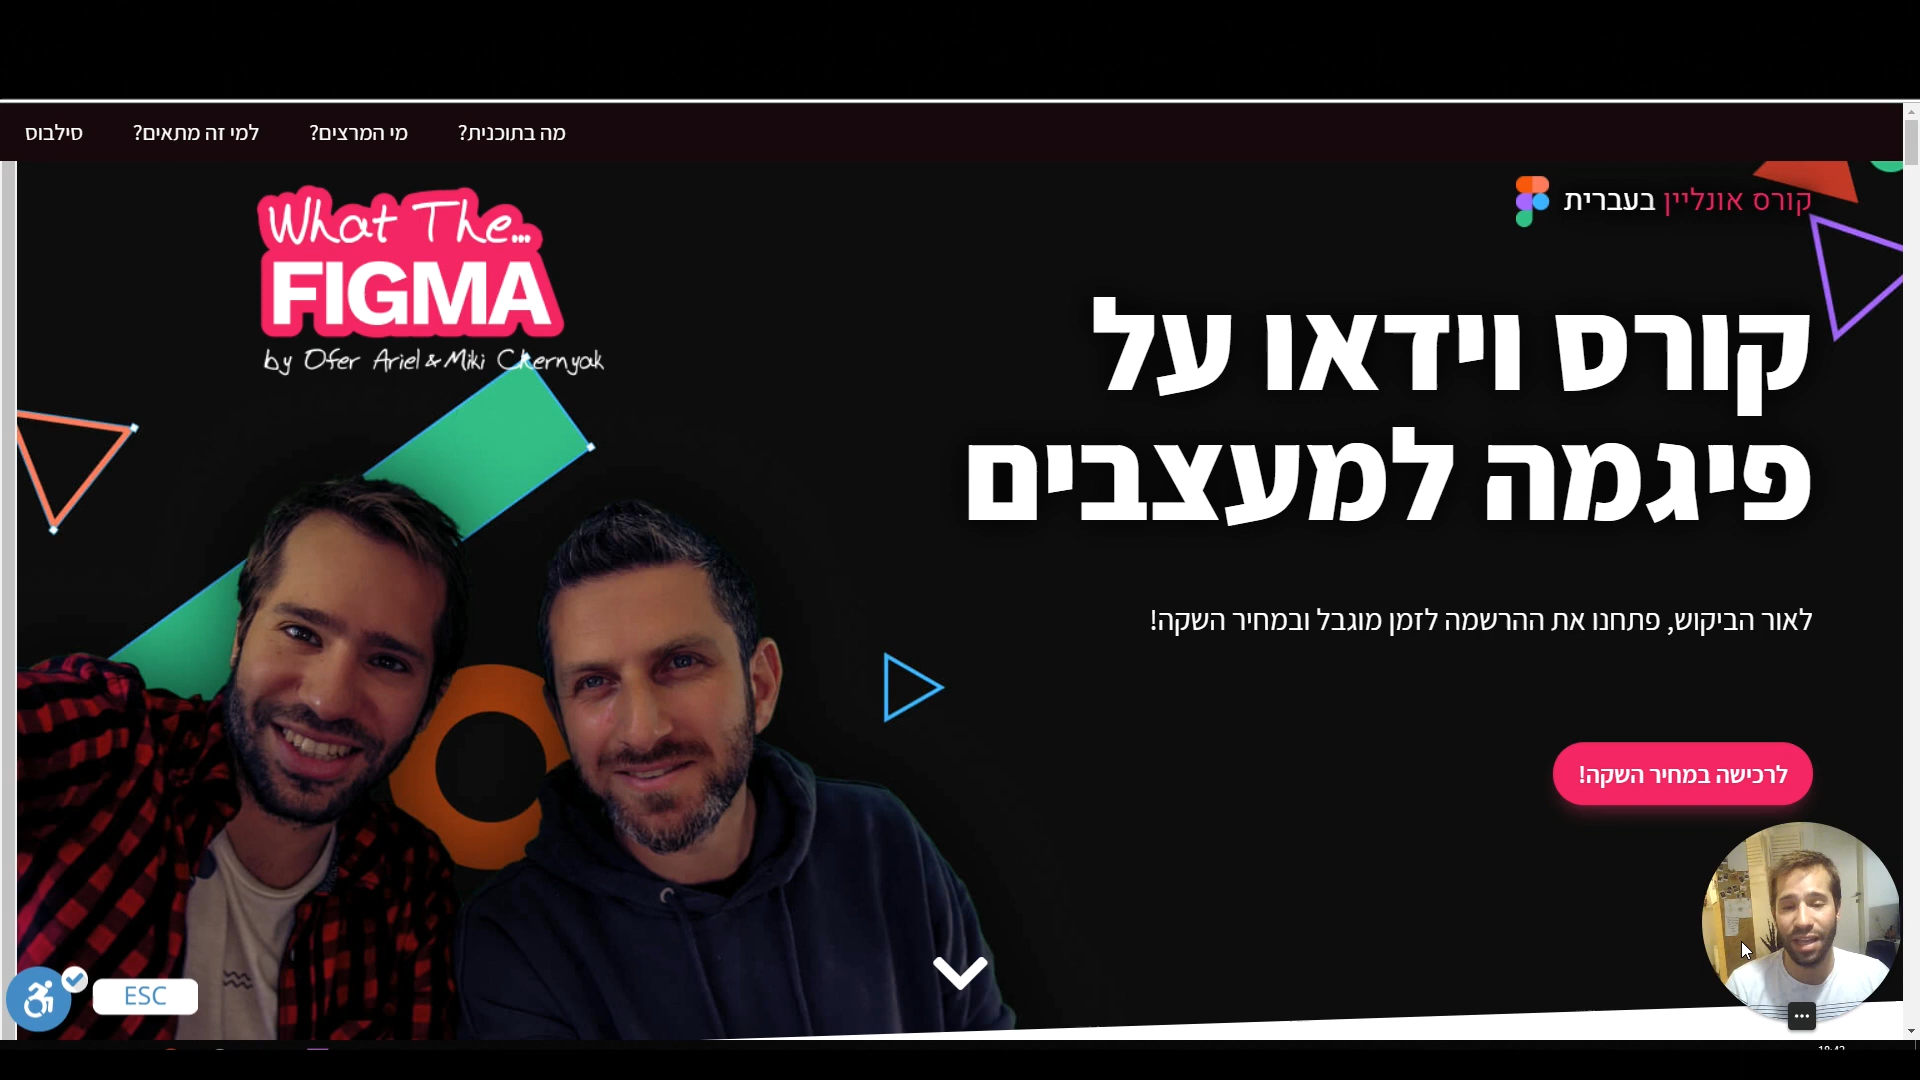 מה בתוכנית?
מי המרצים?
למי זה מתאים?
סילבוס
קורס אונליין בעברית
What The...
FIGMA
by Ofer Ariel & Miki Chernyak
קורס וידאו על
פיגמה למעצבים
לאור הביקוש, פתחנו את ההרשמה לזמן מוגבל ובמחיר השקה!
לרכישה במחיר השקה!
ESC